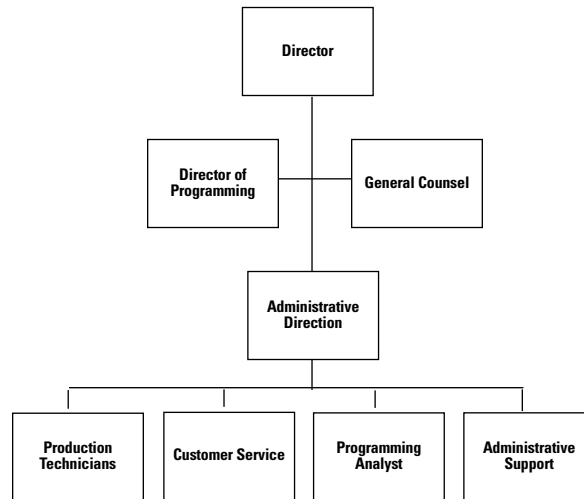 Director
Director of
Programming
General Counsel
Administrative
Direction
Production
Technicians
Customer Service
Programming
Analyst
Administrative
Support